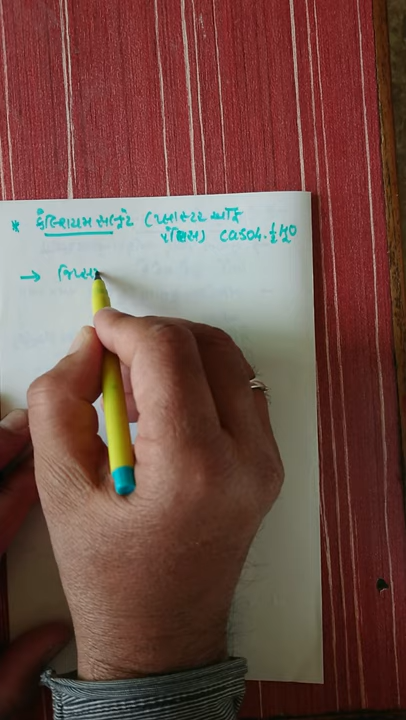 * કેલ્શિયમ સલ્ફેટ (પ્લાસ્ટર ઓફ
પેરિસ) CaSO4.½H2O
→ જિપ્સ